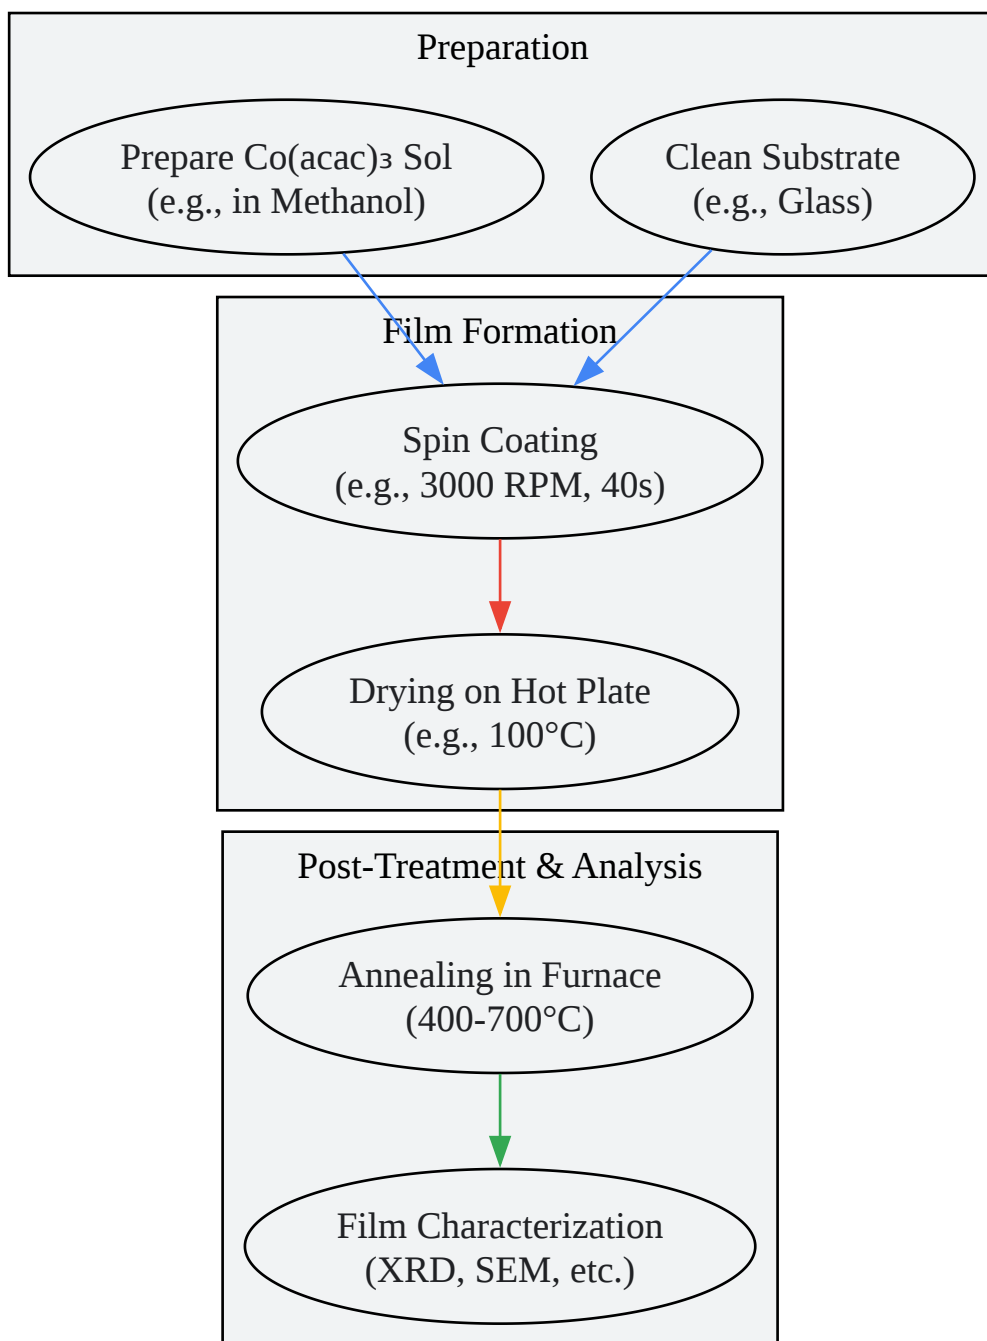 Preparation
Prepare Co(acac)₃ Sol
(e.g., in Methanol)
Clean Substrate
(e.g., Glass)
Film Formation
Spin Coating
(e.g., 3000 RPM, 40s)
Drying on Hot Plate
(e.g., 100°C)
Post-Treatment & Analysis
Annealing in Furnace
(400-700°C)
Film Characterization
(XRD, SEM, etc.)